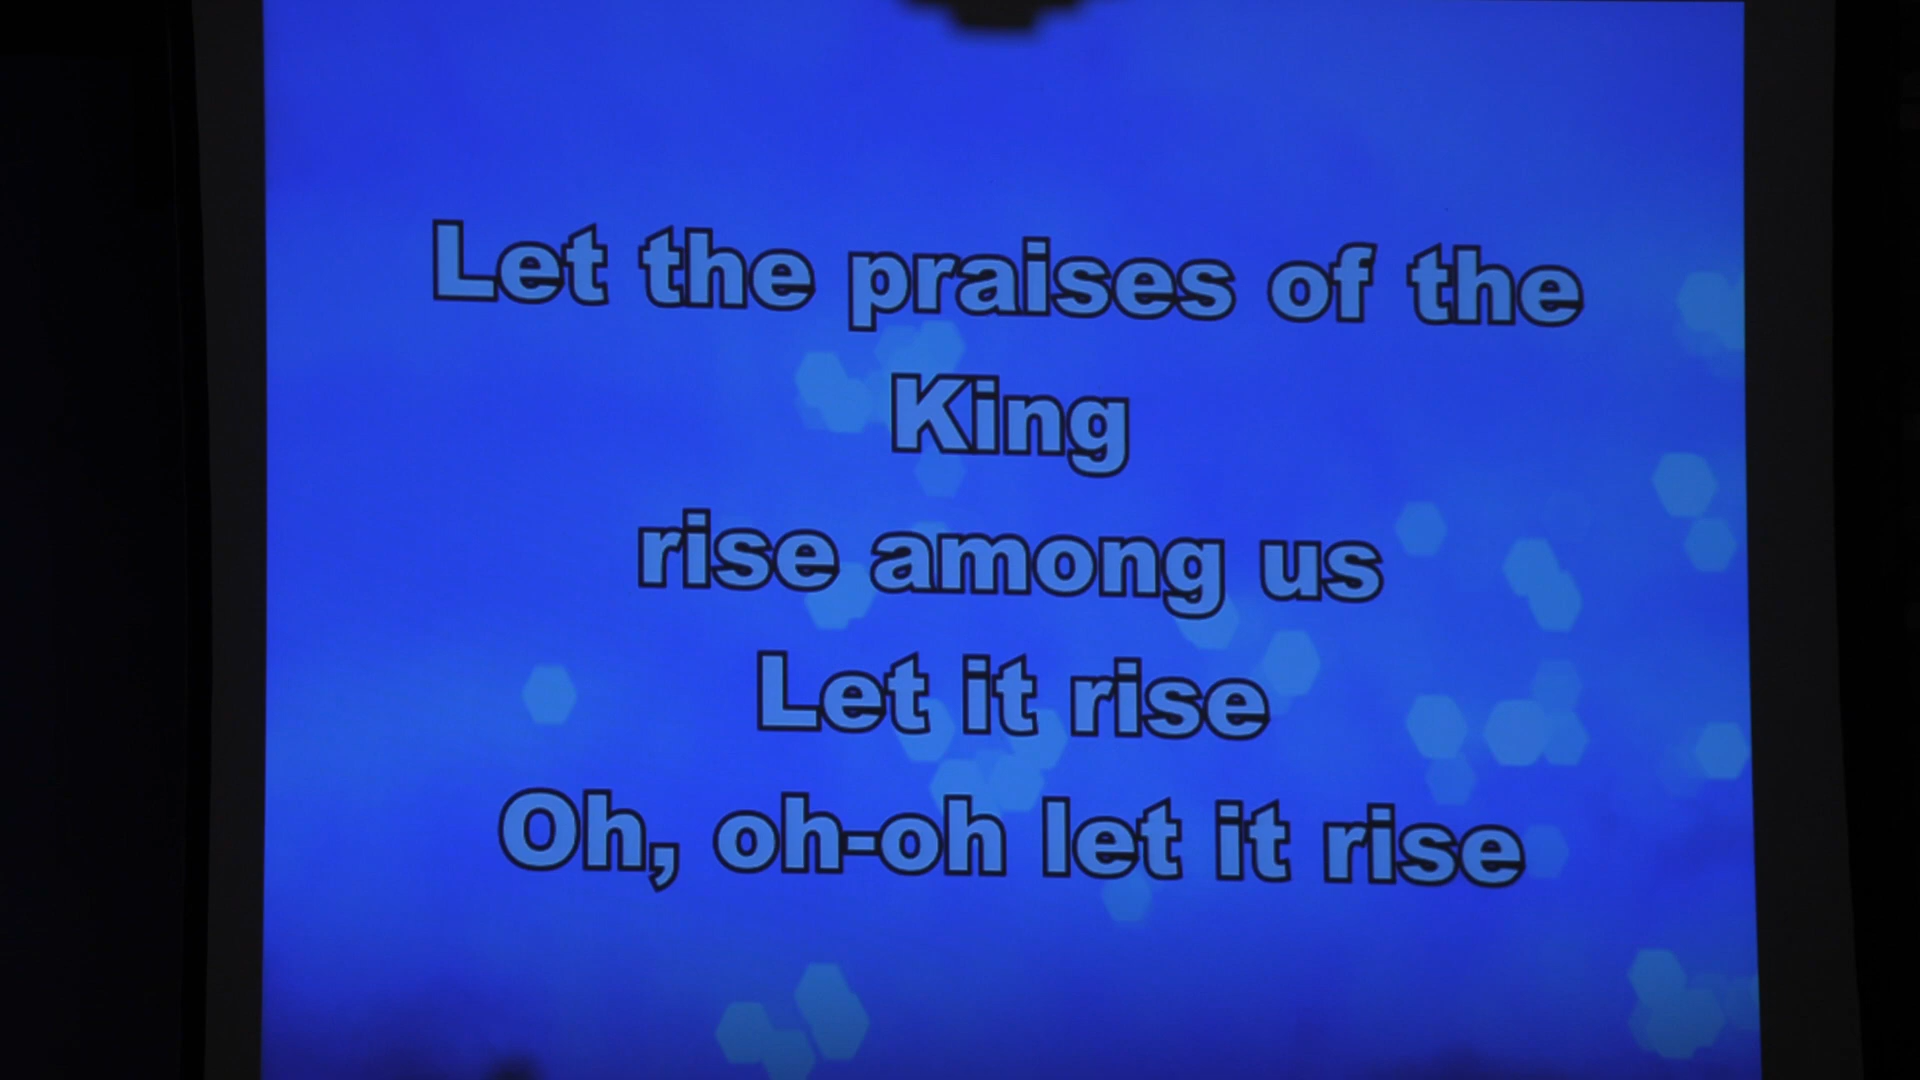 Let the praises of the
King
rise among us
Let it rise
Oh, oh-oh let it rise